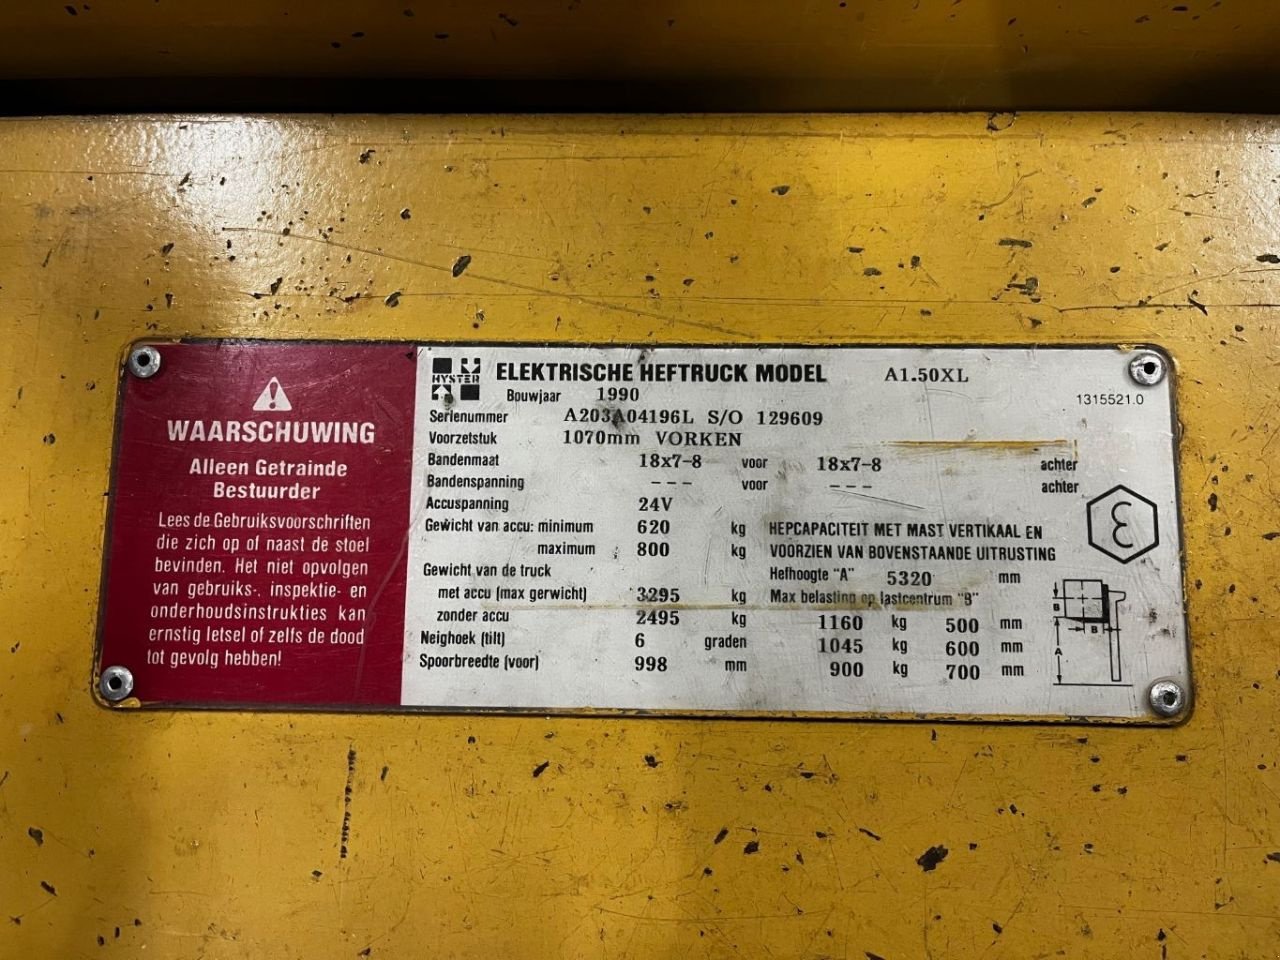 WAARSCHUWING
Alleen Getrainde
Bestuurder
Lees de Gebruiksvoorschriften
die zich op of naast de stoel
bevinden. Het niet opvolgen
van gebruiks-, inspektie- en
onderhoudsinstrukties kan
ernstig letsel of zelfs de dood
tot gevolg hebben!
HYSTER ELEKTRISCHE HEFTRUCK MODEL A1.50XL
Bouwjaar 1990
1315521.0
Serienummer A203A04196L S/O 129609
Voorzetstuk 1070mm VORKEN
Bandenmaat 18x7-8 voor 18x7-8 achter
Bandenspanning --- voor --- achter
Accuspanning 24V
Gewicht van accu: minimum 620 kg
maximum 800 kg
Gewicht van de truck
met accu (max gerwicht) 3295 kg
zonder accu 2495 kg
Neighoek (tilt) 6 graden
Spoorbreedte (voor) 998 mm
HEPCAPACITEIT MET MAST VERTIKAAL EN
VOORZIEN VAN BOVENSTAANDE UITRUSTING
Hefhoogte "A" 5320 mm
Max belasting op lastcentrum "B"
1160 kg 500 mm
1045 kg 600 mm
900 kg 700 mm
ε
B
B
A